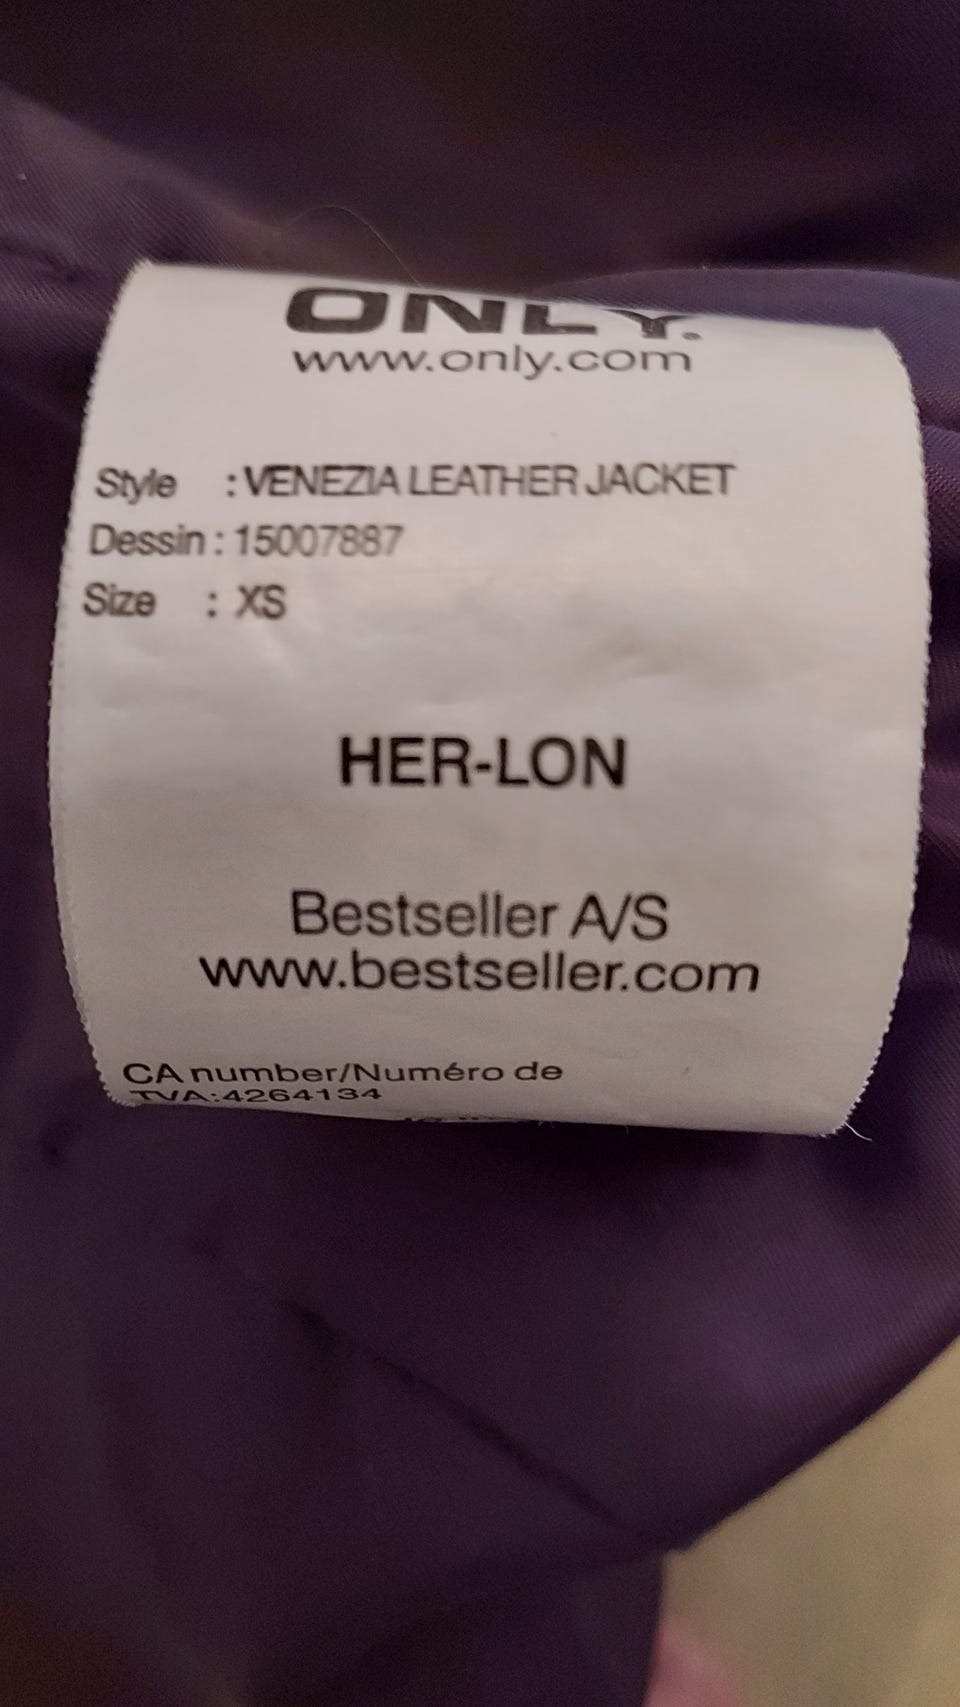 ONLY.
www.only.com
Style : VENEZIA LEATHER JACKET
Dessin : 15007887
Size : XS
HER-LON
Bestseller A/S
www.bestseller.com
CA number/Numéro de
TVA:4264134